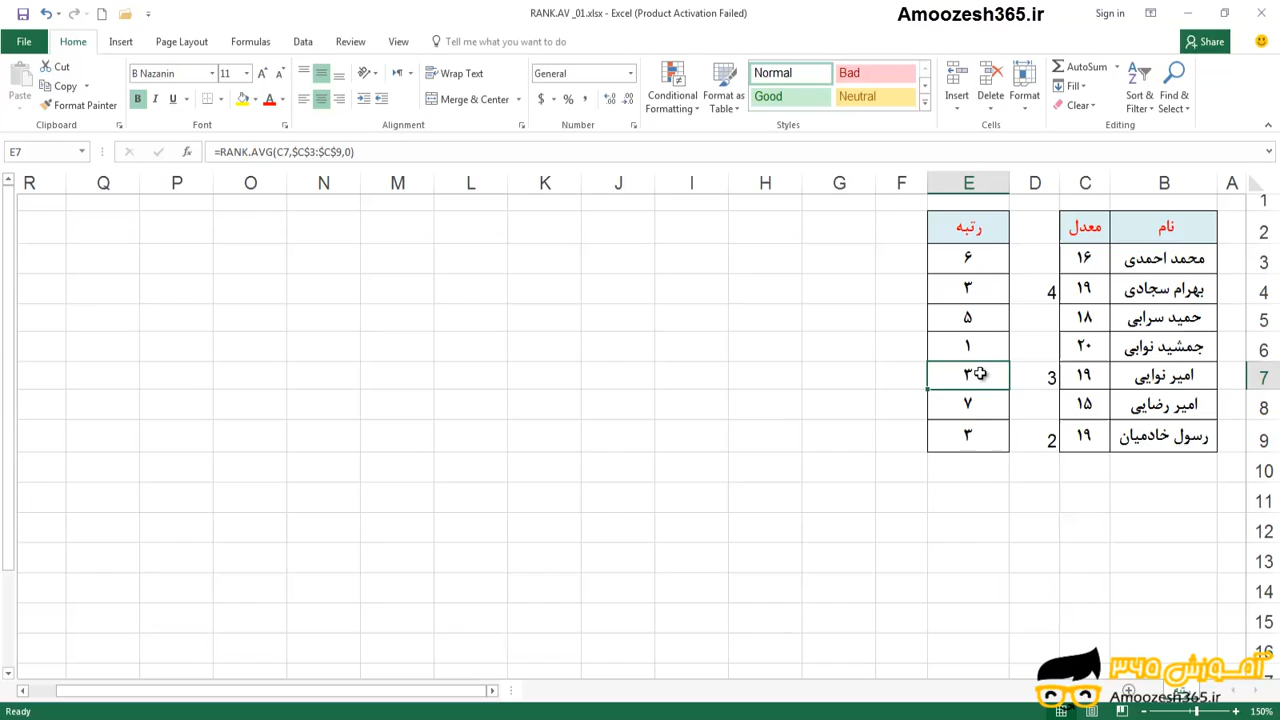 RANK.AV _01.xlsx - Excel (Product Activation Failed)
Amoozesh365.ir
Sign in
File Home Insert Page Layout Formulas Data Review View Tell me what you want to do
Share
Paste
Cut
Copy
Format Painter
Clipboard
B Nazanin 11
B I U
Font
Wrap Text
Merge & Center
Alignment
General
$ % ,
Number
Conditional Formatting
Format as Table
Normal Bad
Good Neutral
Styles
Insert Delete Format
Cells
AutoSum
Fill
Clear
Sort & Filter
Find & Select
Editing
E7 fx =RANK.AVG(C7,$C$3:$C$9,0)
R Q P O N M L K J I H G F E D C B A
1
نام معدل رتبه 2
محمد احمدی ۱۶ ۶ 3
بهرام سجادی ۱۹ 4 ۳ 4
حمید سرابی ۱۸ ۵ 5
جمشید نوابی ۲۰ ۱ 6
امیر نوایی ۱۹ 3 ۳ 7
امیر رضایی ۱۵ ۷ 8
رسول خادمیان ۱۹ 2 ۳ 9
10
11
12
13
14
15
16
آموزش ۳۶۵
Amoozesh365.ir
Ready
150%